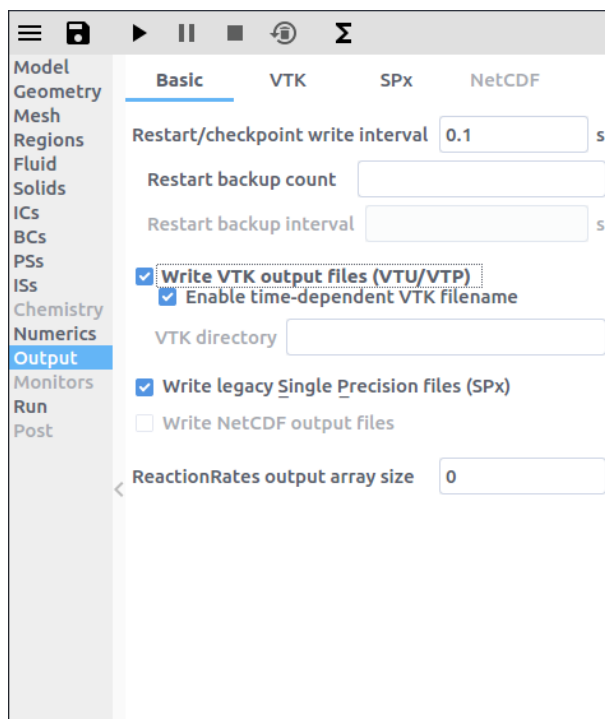 Σ
Model
Geometry
Mesh
Regions
Fluid
Solids
ICs
BCs
PSs
ISs
Chemistry
Numerics
Output
Monitors
Run
Post
Basic VTK SPx NetCDF
Restart/checkpoint write interval 0.1 s
Restart backup count
Restart backup interval s
Write VTK output files (VTU/VTP)
Enable time-dependent VTK filename
VTK directory
Write legacy Single Precision files (SPx)
Write NetCDF output files
ReactionRates output array size 0